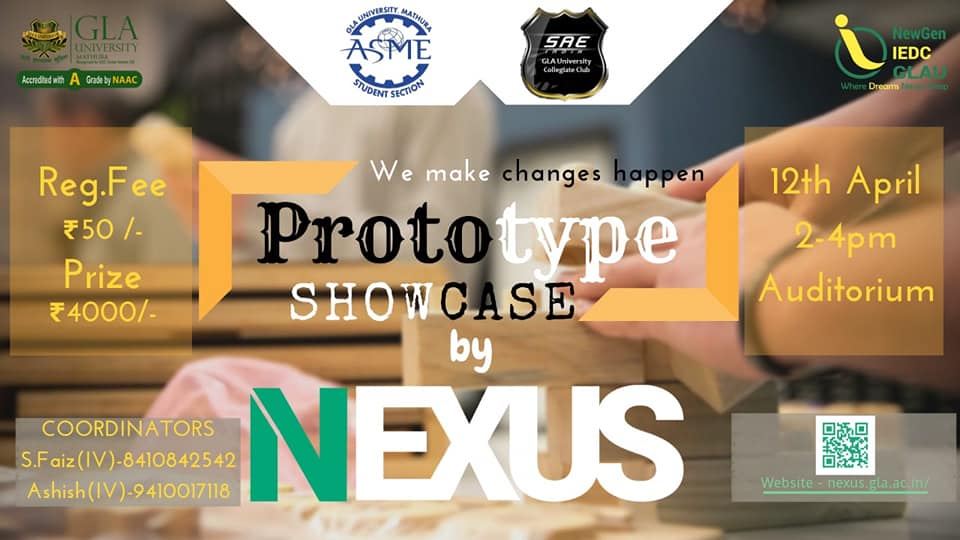 GLA
UNIVERSITY
MATHURA
Accredited with A Grade by NAAC
GLA UNIVERSITY, MATHURA
ASME
STUDENT SECTION
SAE
INDIA
GLA University
Collegiate Club
NewGen
IEDC
GLAU
Where Dreams
Reg.Fee
₹50 /-
Prize
₹4000/-
We make changes happen
Prototype
SHOWCASE
by
NEXUS
12th April
2-4pm
Auditorium
COORDINATORS
S.Faiz(IV)-8410842542
Ashish(IV)-9410017118
Website - nexus.gla.ac.in/